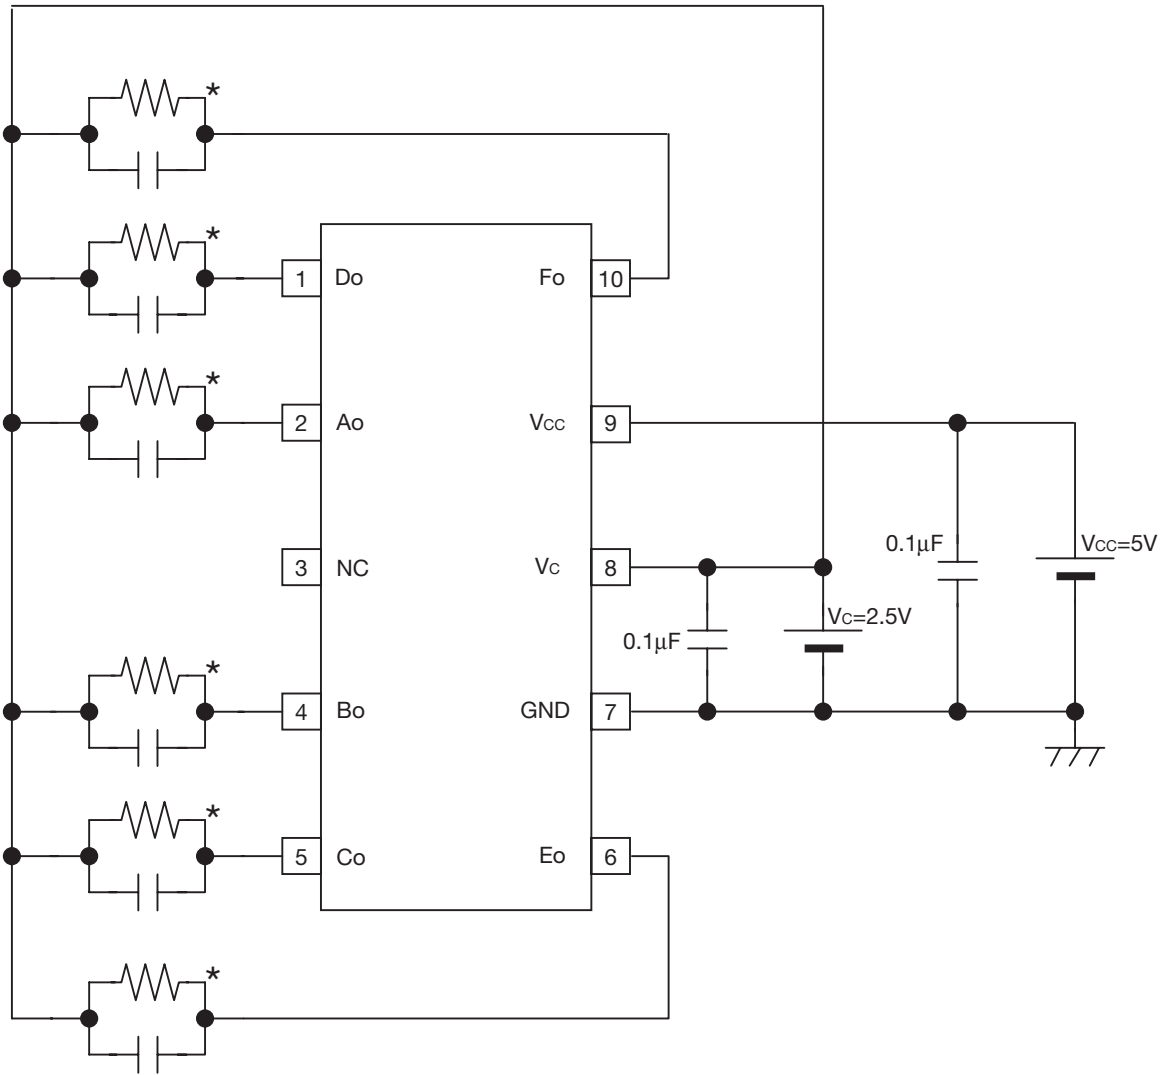 *
*
1 Do Fo 10
*
2 Ao VCC 9
0.1μF VCC=5V
3 NC VC 8
VC=2.5V
0.1μF
*
4 Bo GND 7
*
5 Co Eo 6
*